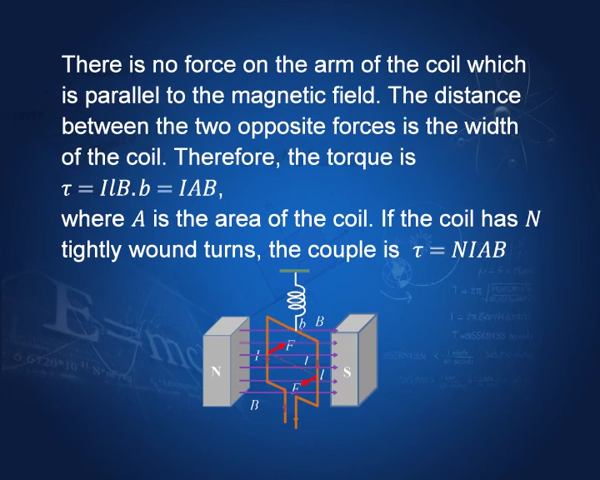 There is no force on the arm of the coil which
is parallel to the magnetic field. The distance
between the two opposite forces is the width
of the coil. Therefore, the torque is
τ = IlB.b = IAB,
where A is the area of the coil. If the coil has N
tightly wound turns, the couple is τ = NIAB
b B
F
l I l
N S
F
B